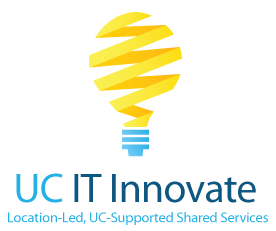 UC IT Innovate
Location-Led, UC-Supported Shared Services